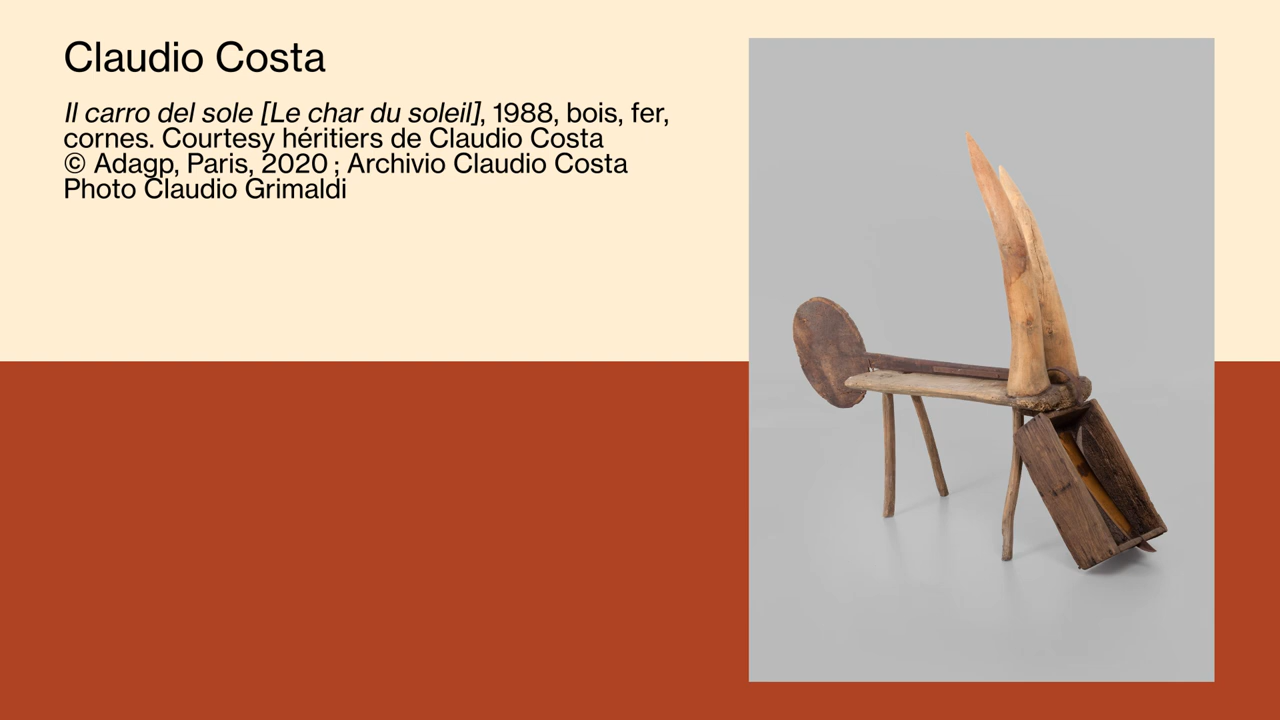 Claudio Costa
Il carro del sole [Le char du soleil], 1988, bois, fer,
cornes. Courtesy héritiers de Claudio Costa
© Adagp, Paris, 2020 ; Archivio Claudio Costa
Photo Claudio Grimaldi